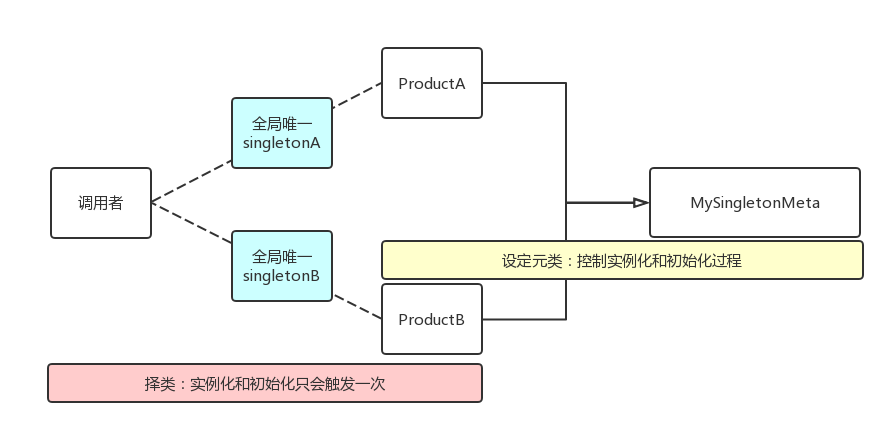 ProductA
全局唯一
singletonA
调用者
MySingletonMeta
全局唯一
singletonB
设定元类：控制实例化和初始化过程
ProductB
择类：实例化和初始化只会触发一次